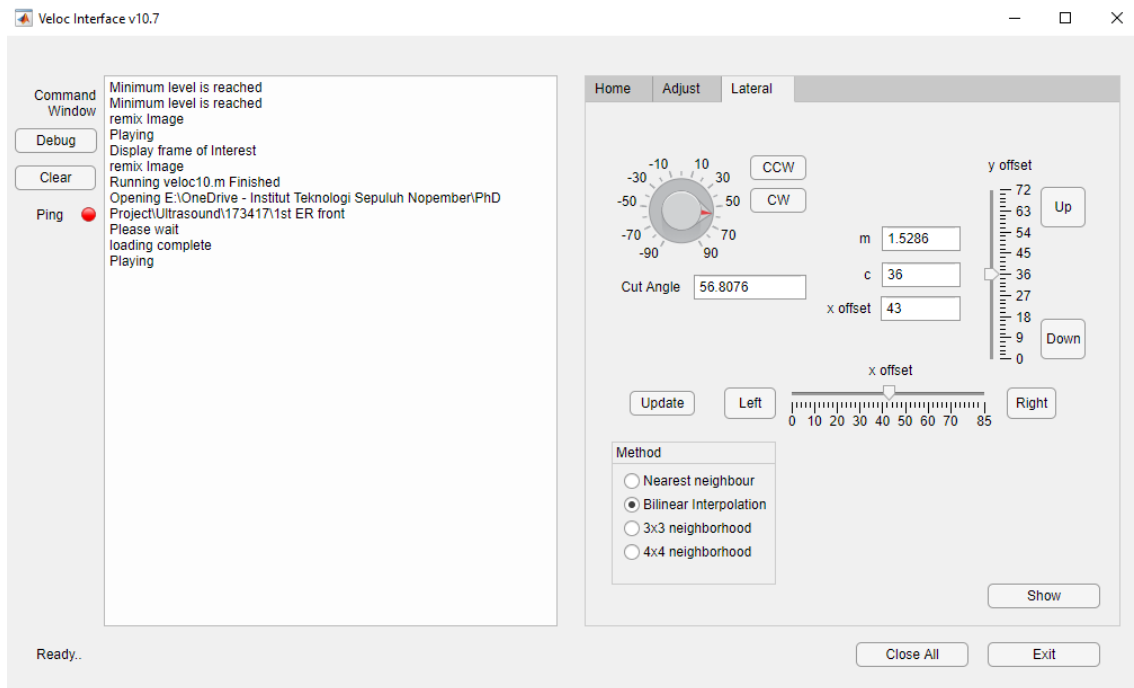 Veloc Interface v10.7
Command
Window
Debug
Clear
Ping
Minimum level is reached
Minimum level is reached
remix Image
Playing
Display frame of Interest
remix Image
Running veloc10.m Finished
Opening E:\OneDrive - Institut Teknologi Sepuluh Nopember\PhD
Project\Ultrasound\173417\1st ER front
Please wait
loading complete
Playing
Home Adjust Lateral
-10 10
-30 30
-50 50
-70 70
-90 90
CCW
CW
Cut Angle 56.8076
m 1.5286
c 36
x offset 43
y offset
72
63
54
45
36
27
18
9
0
Up
Down
x offset
Update Left Right
0 10 20 30 40 50 60 70 85
Method
Nearest neighbour
Bilinear Interpolation
3x3 neighborhood
4x4 neighborhood
Show
Ready..
Close All Exit